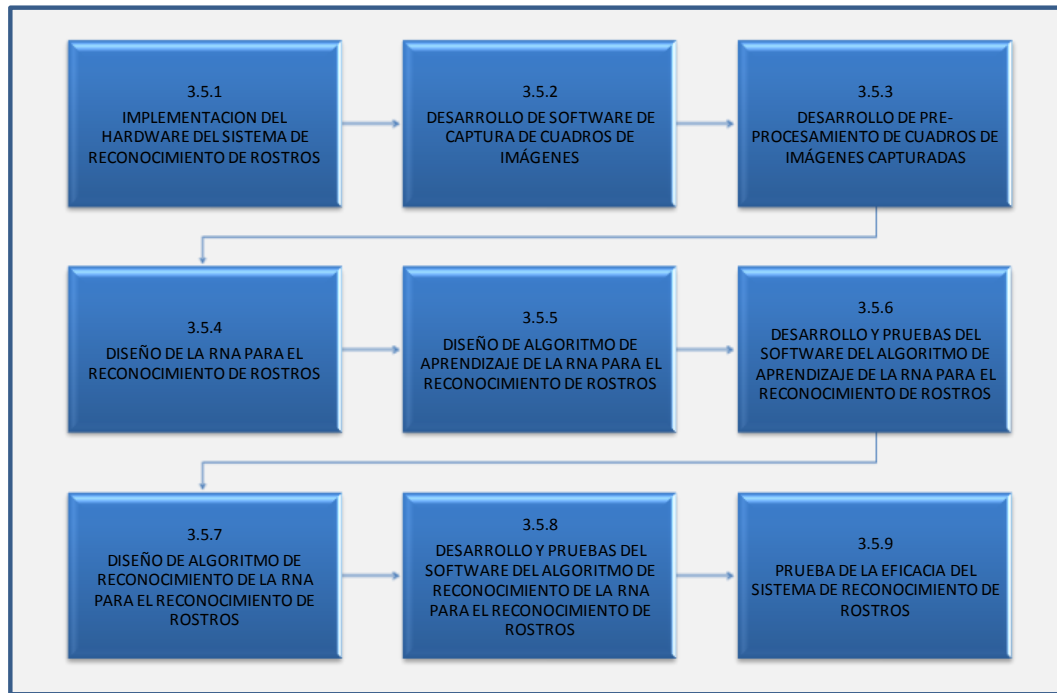 3.5.1
IMPLEMENTACION DEL
HARDWARE DEL SISTEMA DE
RECONOCIMIENTO DE ROSTROS
3.5.2
DESARROLLO DE SOFTWARE DE
CAPTURA DE CUADROS DE
IMÁGENES
3.5.3
DESARROLLO DE PRE-
PROCESAMIENTO DE CUADROS DE
IMÁGENES CAPTURADAS
3.5.4
DISEÑO DE LA RNA PARA EL
RECONOCIMIENTO DE ROSTROS
3.5.5
DISEÑO DE ALGORITMO DE
APRENDIZAJE DE LA RNA PARA EL
RECONOCIMIENTO DE ROSTROS
3.5.6
DESARROLLO Y PRUEBAS DEL
SOFTWARE DEL ALGORITMO DE
APRENDIZAJE DE LA RNA PARA EL
RECONOCIMIENTO DE ROSTROS
3.5.7
DISEÑO DE ALGORITMO DE
RECONOCIMIENTO DE LA RNA
PARA EL RECONOCIMIENTO DE
ROSTROS
3.5.8
DESARROLLO Y PRUEBAS DEL
SOFTWARE DEL ALGORITMO DE
RECONOCIMIENTO DE LA RNA
PARA EL RECONOCIMIENTO DE
ROSTROS
3.5.9
PRUEBA DE LA EFICACIA DEL
SISTEMA DE RECONOCIMIENTO DE
ROSTROS